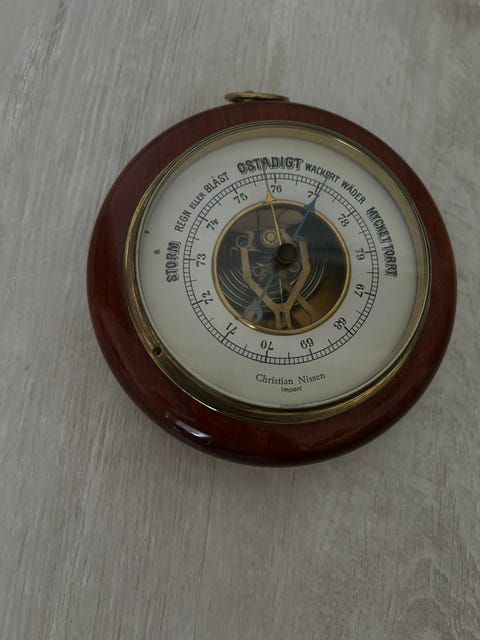 STORM
REGN ELLER BLÅST
OSTADIGT
WACKERT WÄDER
MYCKET TORRT
71
72
73
74
75
76
77
78
79
67
68
69
70
Christian Nissen
Import